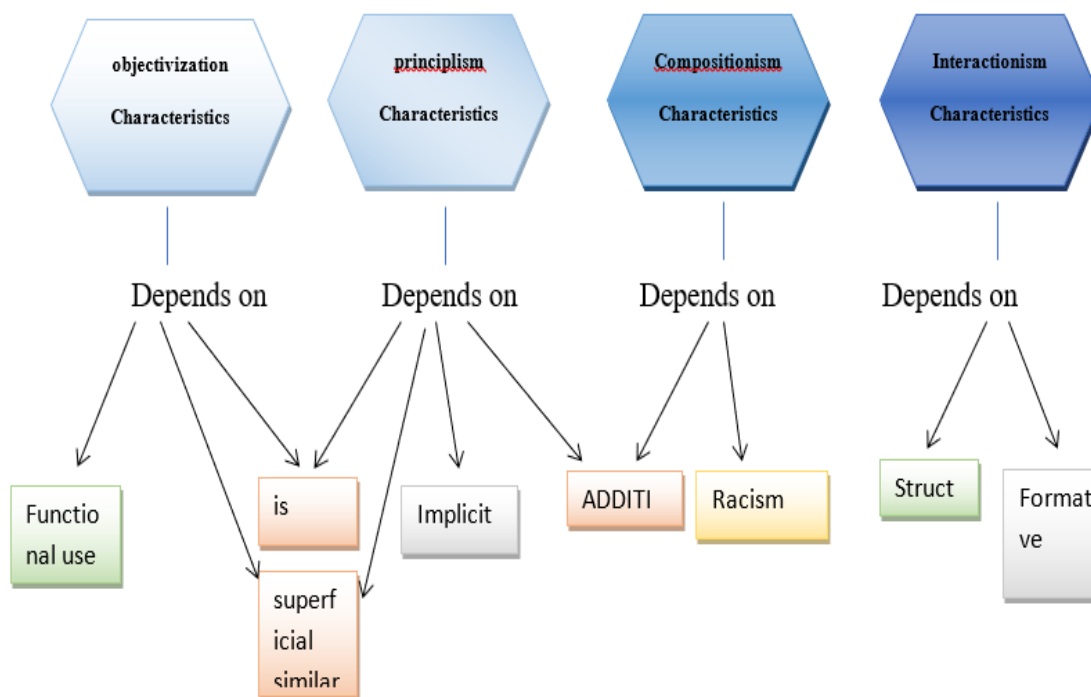 objectivization
Characteristics
principlism
Characteristics
Compositionism
Characteristics
Interactionism
Characteristics
Depends on
Depends on
Depends on
Depends on
Functio
nal use
is
superf
icial
similar
Implicit
ADDITI
Racism
Struct
Format
ve